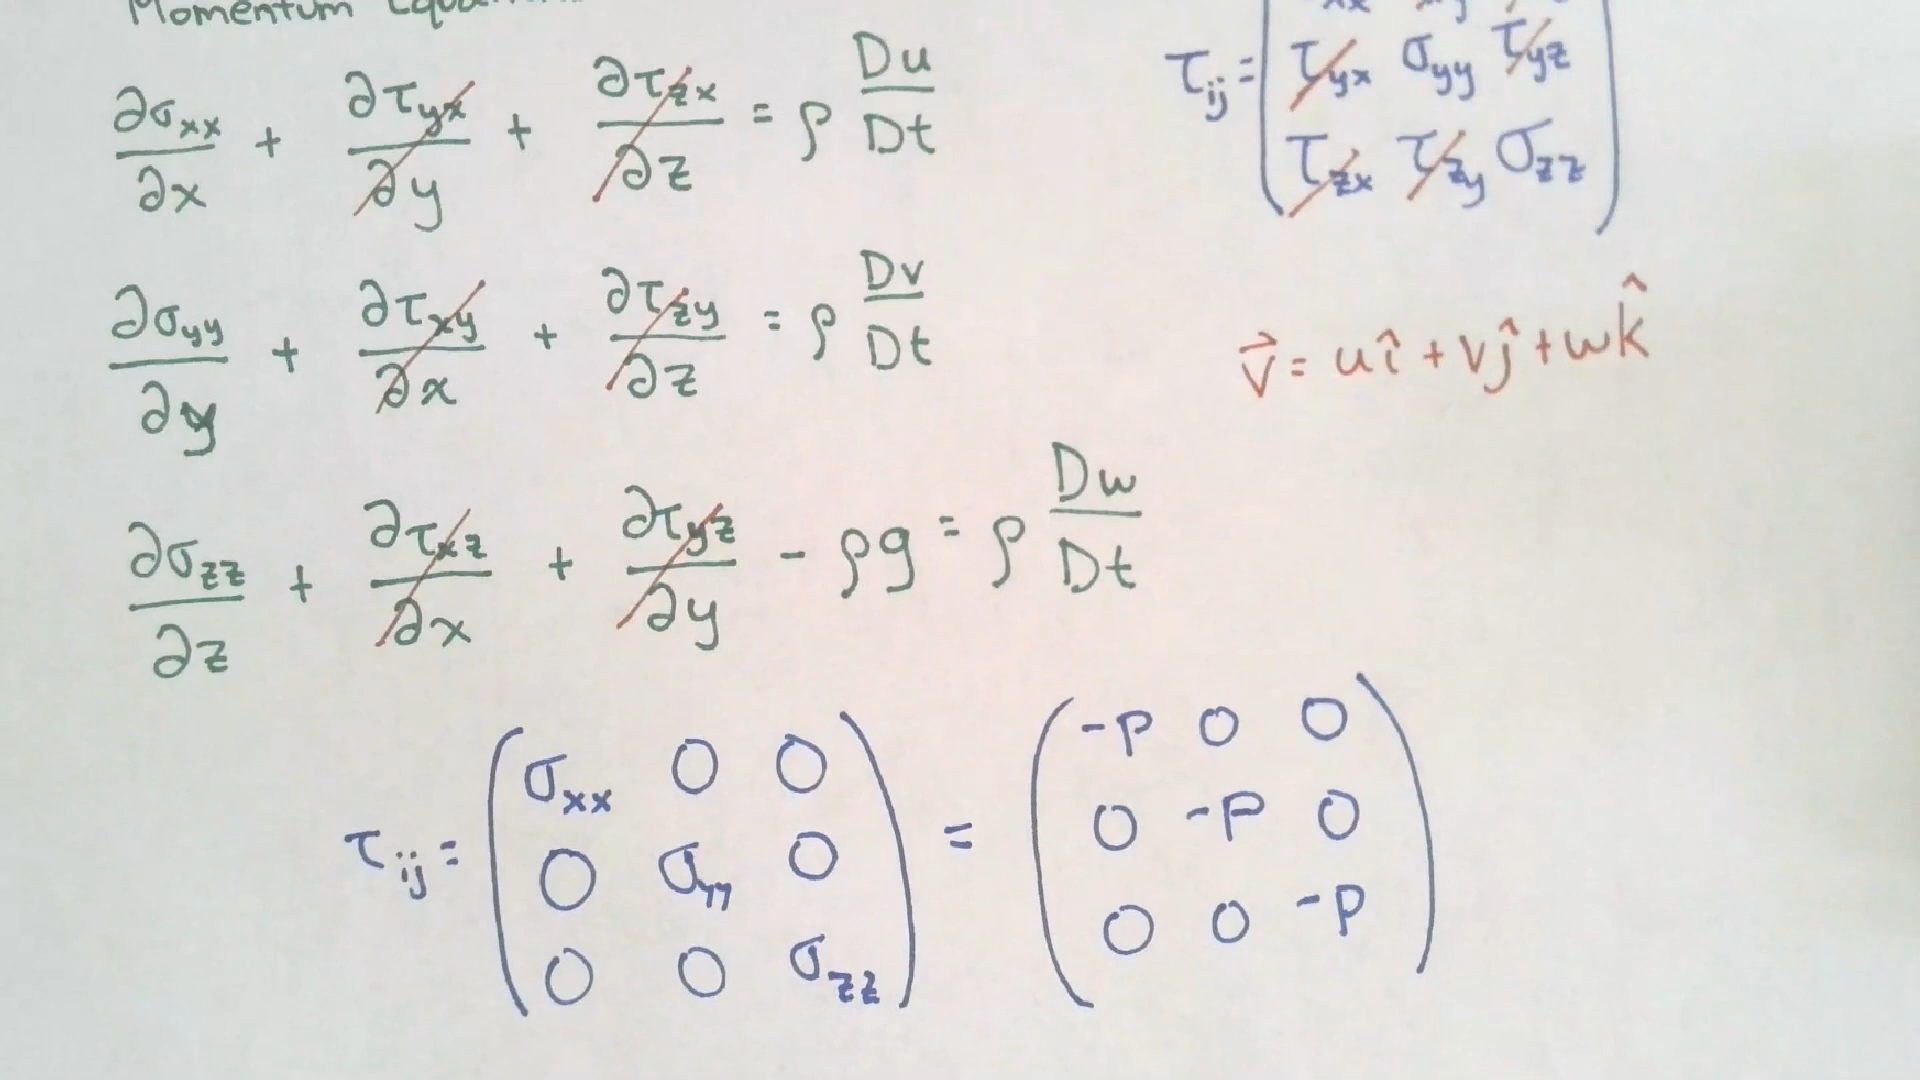 Momentum
∂σxx/∂x + ∂τyx/∂y + ∂τzx/∂z = ρ Du/Dt
τij = ( τyx σyy τyz
τzx τzy σzz )
∂σyy/∂y + ∂τxy/∂x + ∂τzy/∂z = ρ Dv/Dt
v⃗ = uî + vĵ + wk̂
∂σzz/∂z + ∂τxz/∂x + ∂τyz/∂y - ρg = ρ Dw/Dt
τij = ( σxx 0 0 ) = ( -P 0 0 )
( 0 σyy 0 ) ( 0 -P 0 )
( 0 0 σzz ) ( 0 0 -P )